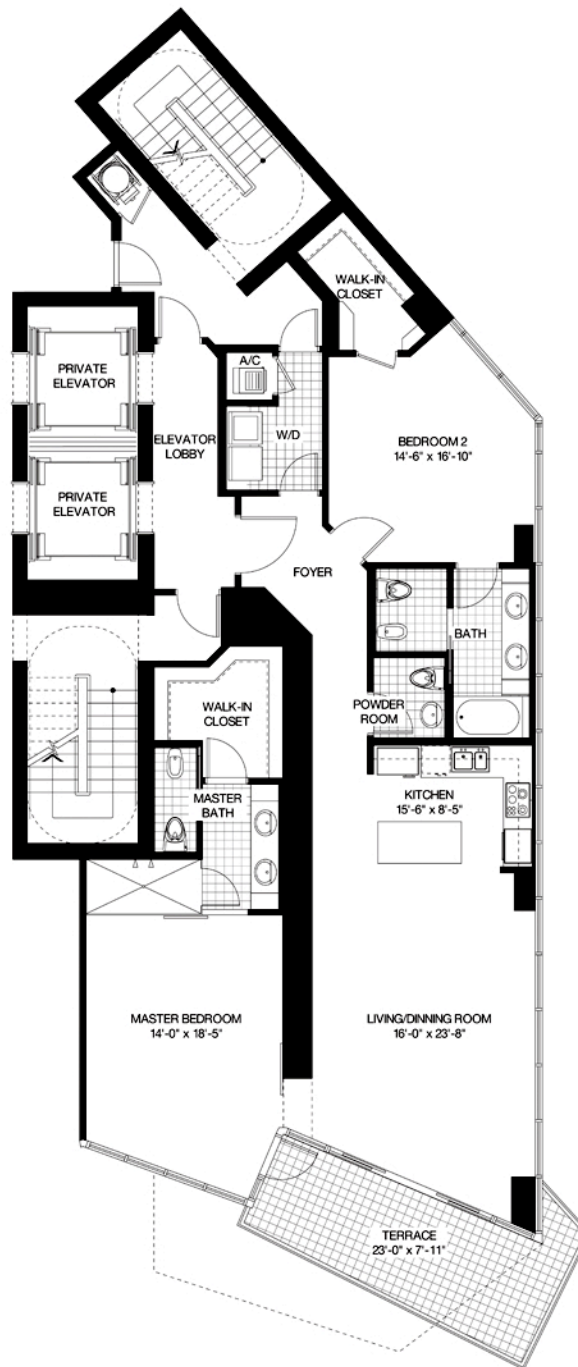 WALK-IN
CLOSET
PRIVATE
ELEVATOR
A/C
W/D
ELEVATOR
LOBBY
BEDROOM 2
14'-6" x 16'-10"
PRIVATE
ELEVATOR
FOYER
BATH
WALK-IN
CLOSET
POWDER
ROOM
MASTER
BATH
KITCHEN
15'-6" x 8'-5"
MASTER BEDROOM
14'-0" x 18'-5"
LIVING/DINNING ROOM
16'-0" x 23'-8"
TERRACE
23'-0" x 7'-11"